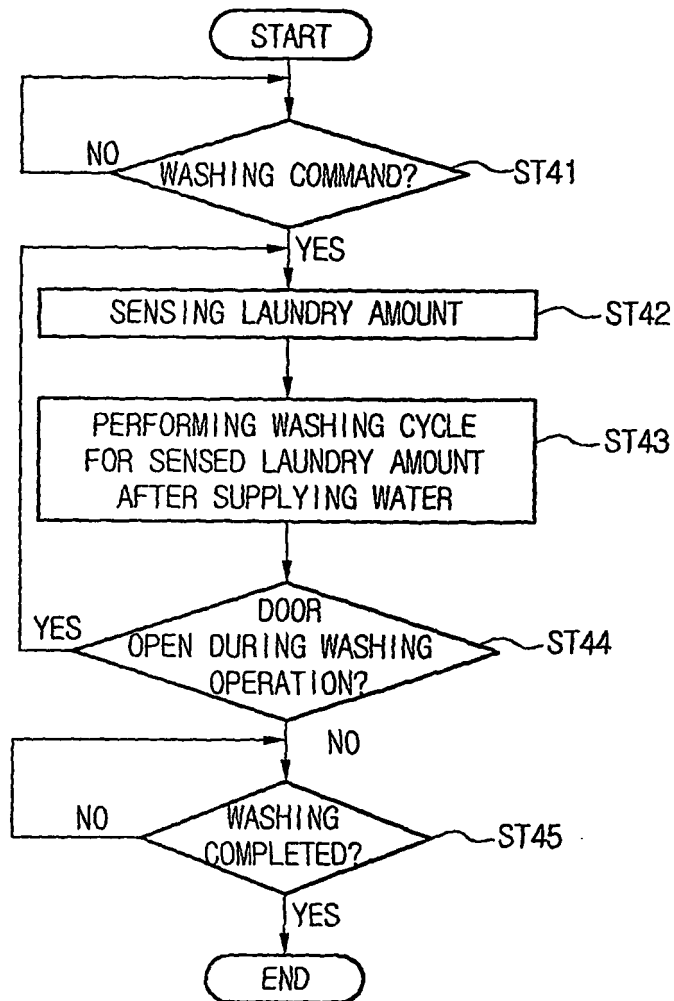 START
NO
WASHING COMMAND?
ST41
YES
SENSING LAUNDRY AMOUNT
ST42
PERFORMING WASHING CYCLE
FOR SENSED LAUNDRY AMOUNT
AFTER SUPPLYING WATER
ST43
YES
DOOR
OPEN DURING WASHING
OPERATION?
ST44
NO
NO
WASHING
COMPLETED?
ST45
YES
END